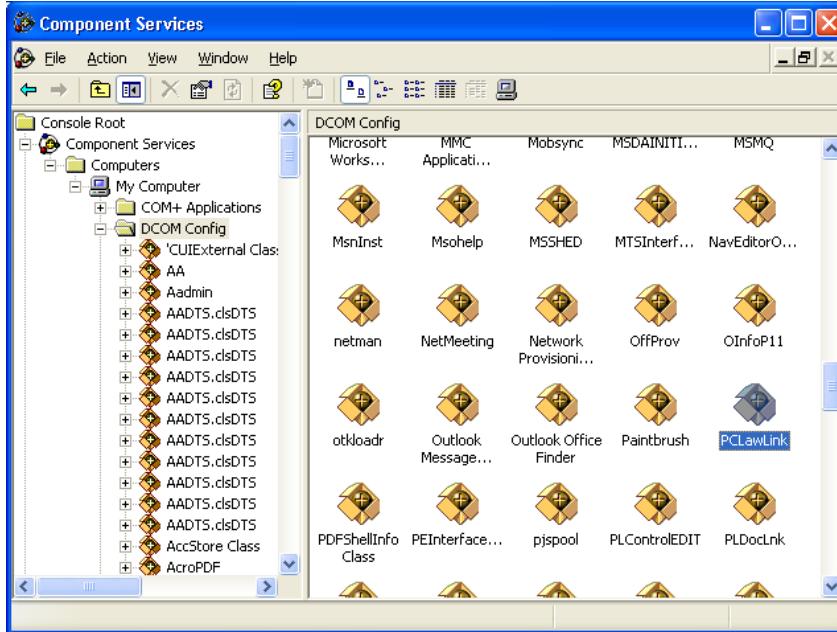 Component Services
File Action View Window Help
Console Root
Component Services
Computers
My Computer
COM+ Applications
DCOM Config
'CUIExternal Clas
AA
Aadmin
AADTS.clsDTS
AADTS.clsDTS
AADTS.clsDTS
AADTS.clsDTS
AADTS.clsDTS
AADTS.clsDTS
AADTS.clsDTS
AADTS.clsDTS
AADTS.clsDTS
AADTS.clsDTS
AADTS.clsDTS
AccStore Class
AcroPDF
DCOM Config
Microsoft Works...
MMC Applicati...
Mobsync
MSDAINITI...
MSMQ
MsnInst
Msohelp
MSSHED
MTSInterf...
NavEditorO...
netman
NetMeeting
Network Provisioni...
OffProv
OInfoP11
otkloadr
Outlook Message...
Outlook Office Finder
Paintbrush
PCLawLink
PDFShellInfo Class
PEInterface...
pjspool
PLControlEDIT
PLDocLnk